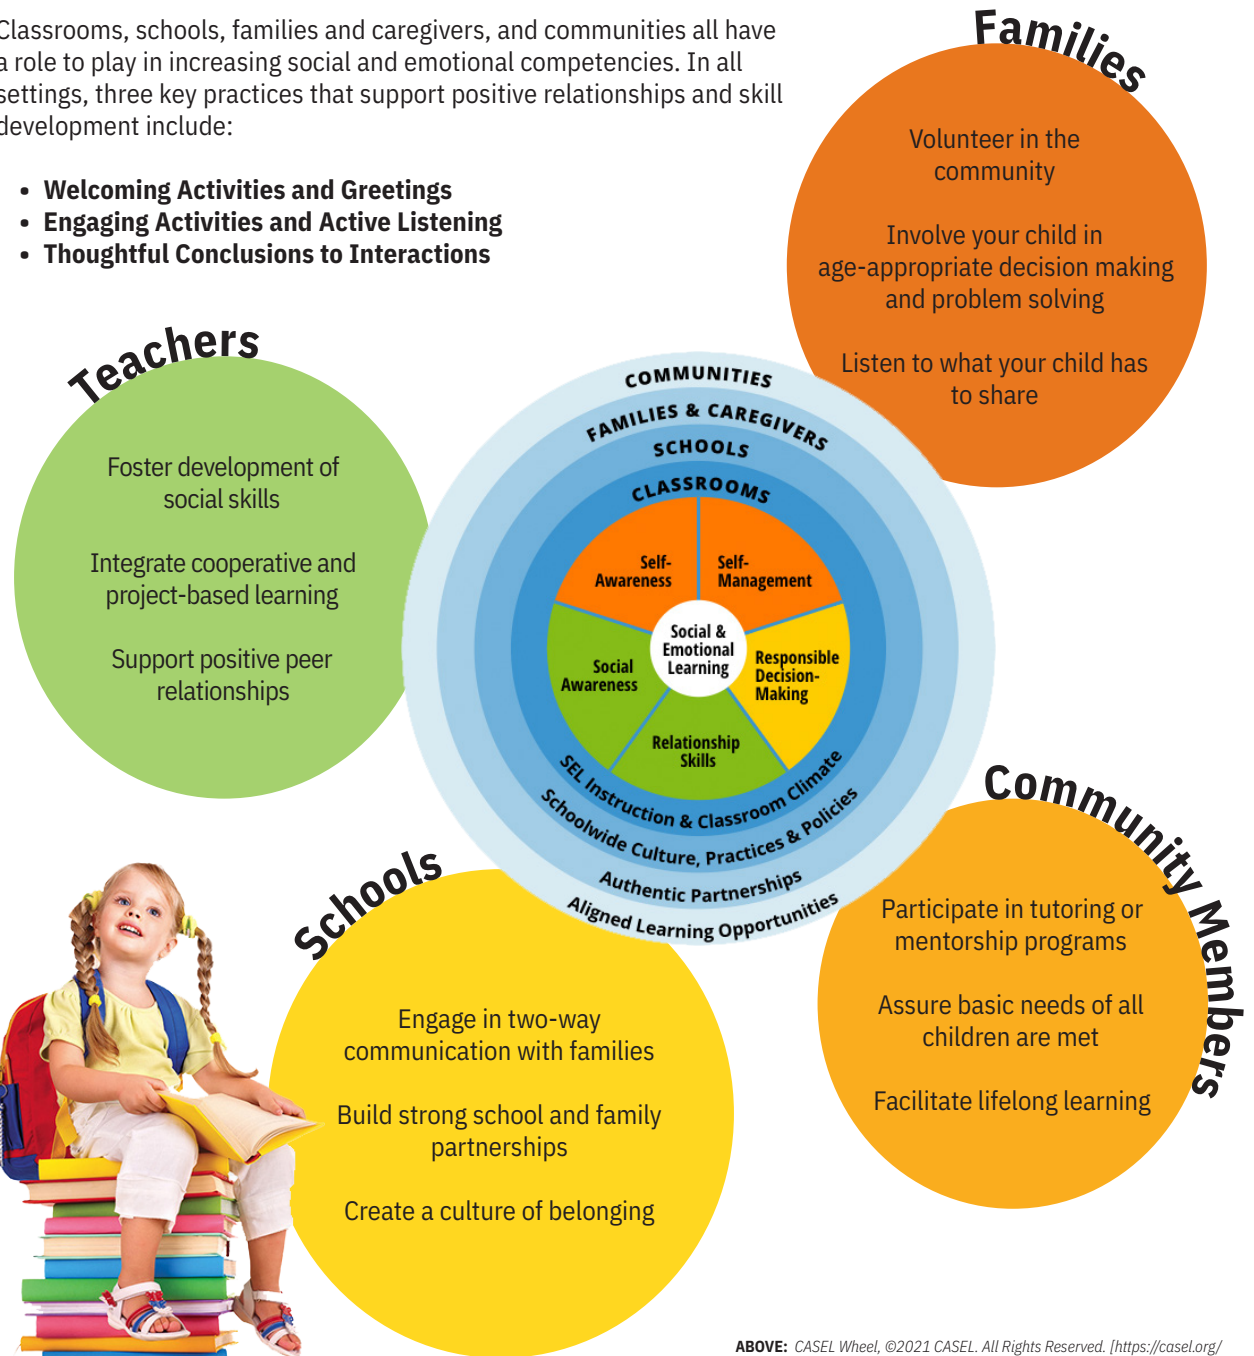 Classrooms, schools, families and caregivers, and communities all have
a role to play in increasing social and emotional competencies. In all
settings, three key practices that support positive relationships and skill
development include:
• Welcoming Activities and Greetings
• Engaging Activities and Active Listening
• Thoughtful Conclusions to Interactions
Families
Volunteer in the
community
Involve your child in
age-appropriate decision making
and problem solving
Listen to what your child has
to share
Teachers
Foster development of
social skills
Integrate cooperative and
project-based learning
Support positive peer
relationships
COMMUNITIES
FAMILIES & CAREGIVERS
SCHOOLS
CLASSROOMS
Self-
Awareness
Self-
Management
Social &
Emotional
Learning
Social
Awareness
Responsible
Decision-
Making
Relationship
Skills
SEL Instruction & Classroom Climate
Schoolwide Culture, Practices & Policies
Authentic Partnerships
Aligned Learning Opportunities
Community Members
Participate in tutoring or
mentorship programs
Assure basic needs of all
children are met
Facilitate lifelong learning
Schools
Engage in two-way
communication with families
Build strong school and family
partnerships
Create a culture of belonging
ABOVE: CASEL Wheel, ©2021 CASEL. All Rights Reserved. [https://casel.org/